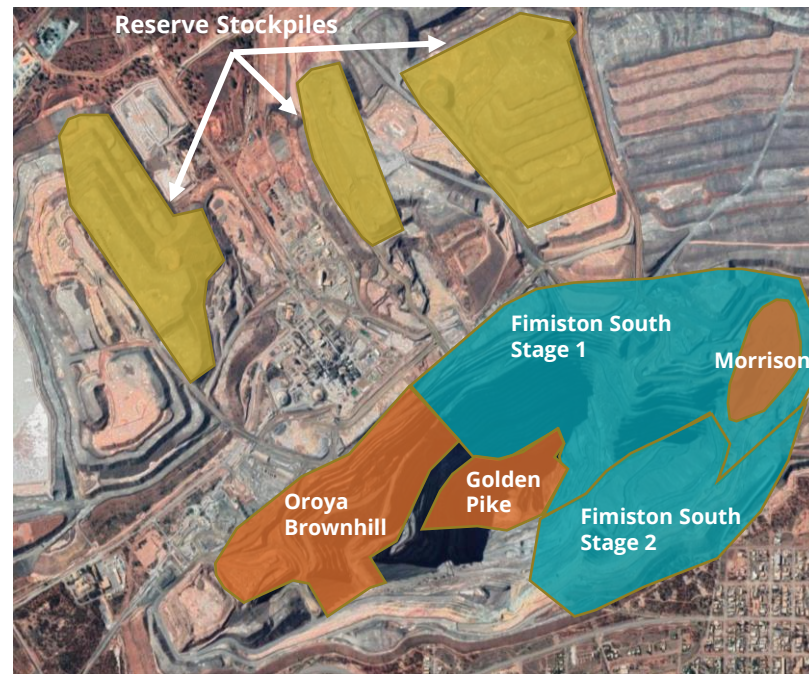 Reserve Stockpiles
Fimiston South
Stage 1
Morrison
Golden
Pike
Oroya
Brownhill
Fimiston South
Stage 2